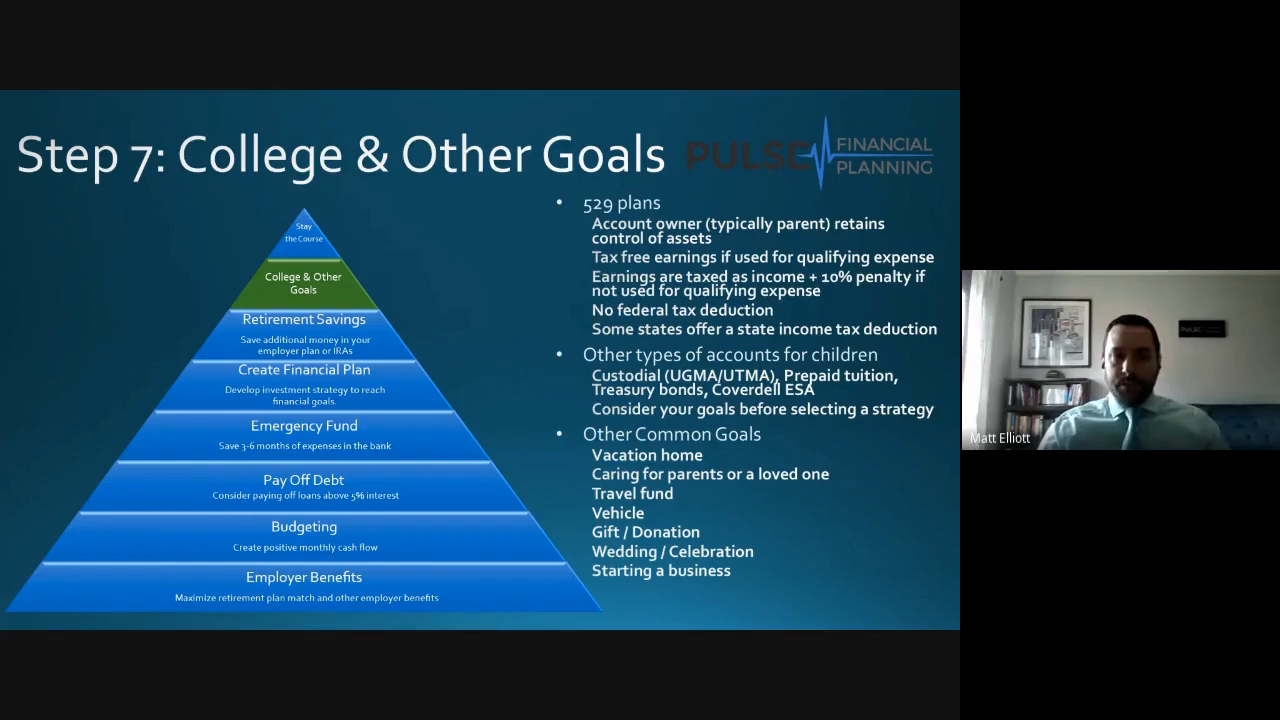 Step 7: College & Other Goals
PULSE
FINANCIAL
PLANNING
Stay
the Course
College & Other
Goals
Retirement Savings
Save additional money in your
employer plan or IRAs
Create Financial Plan
Develop investment strategy to reach
financial goals.
Emergency Fund
Save 3-6 months of expenses in the bank
Pay Off Debt
Consider paying off loans above 5% interest
Budgeting
Create positive monthly cash flow
Employer Benefits
Maximize retirement plan match and other employer benefits
• 529 plans
Account owner (typically parent) retains
control of assets
Tax free earnings if used for qualifying expense
Earnings are taxed as income + 10% penalty if
not used for qualifying expense
No federal tax deduction
Some states offer a state income tax deduction
• Other types of accounts for children
Custodial (UGMA/UTMA), Prepaid tuition,
Treasury bonds, Coverdell ESA
Consider your goals before selecting a strategy
• Other Common Goals
Vacation home
Caring for parents or a loved one
Travel fund
Vehicle
Gift / Donation
Wedding / Celebration
Starting a business
PULSE
Matt Elliott